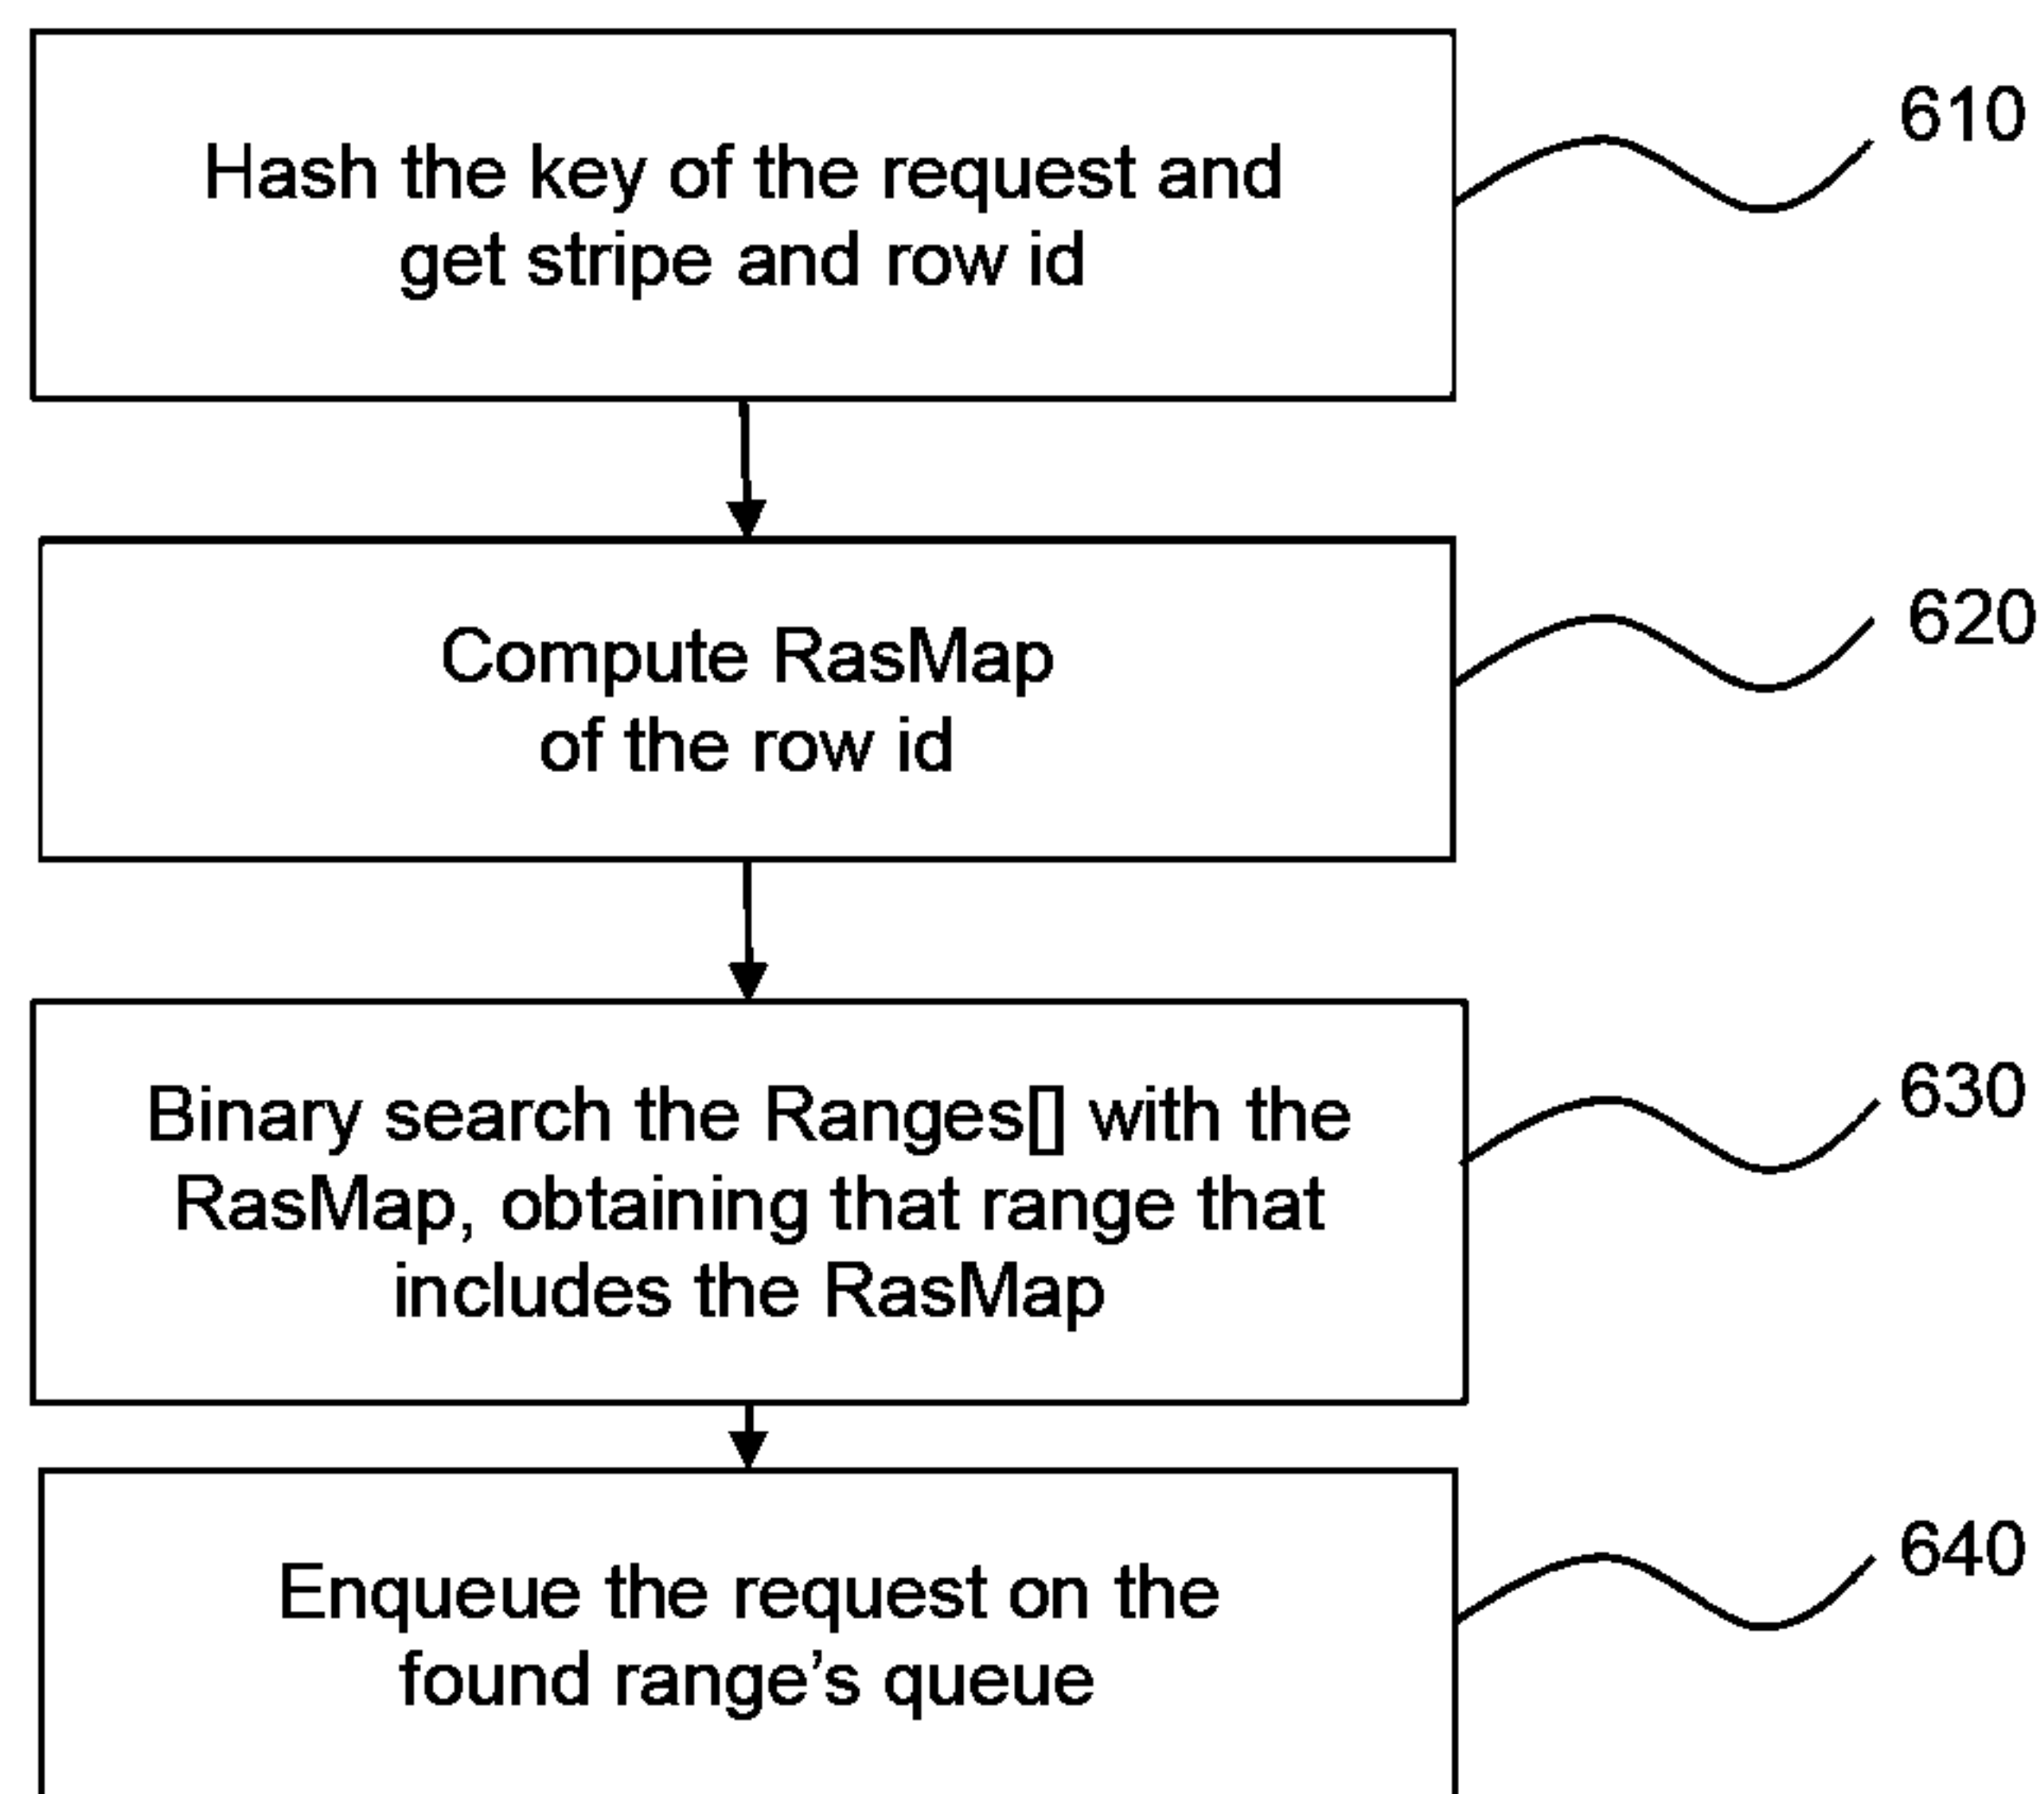 Hash the key of the request and
get stripe and row id
610
Compute RasMap
of the row id
620
Binary search the Ranges[] with the
RasMap, obtaining that range that
includes the RasMap
630
Enqueue the request on the
found range’s queue
640